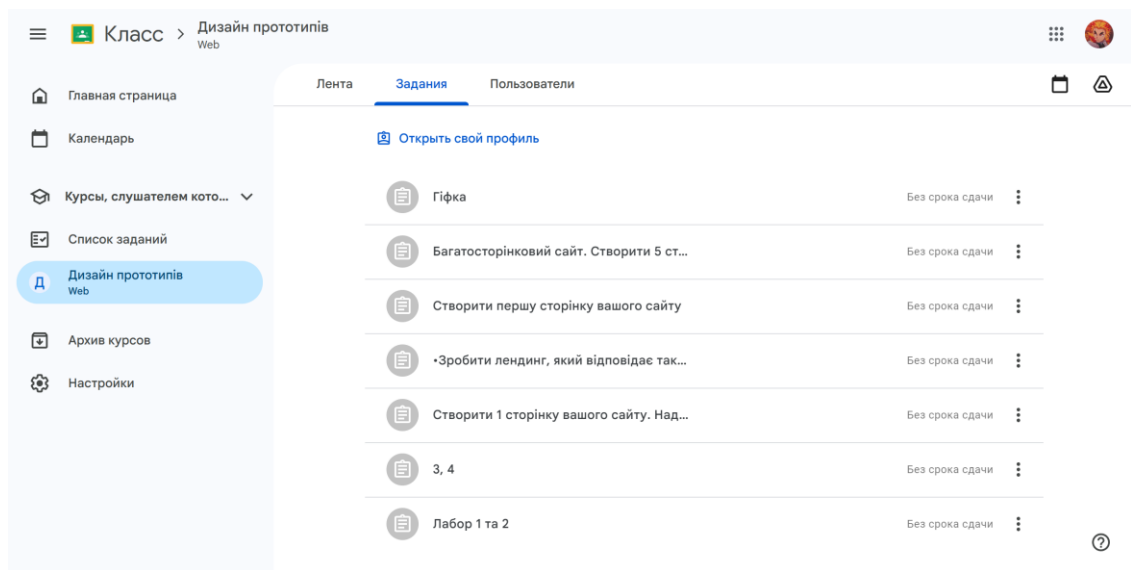 Класс
Дизайн прототипів
Web
Главная страница
Календарь
Курсы, слушателем кото...
Список заданий
Д
Дизайн прототипів
Web
Архив курсов
Настройки
Лента
Задания
Пользователи
Открыть свой профиль
Гіфка
Без срока сдачи
Багатосторінковий сайт. Створити 5 ст...
Без срока сдачи
Створити першу сторінку вашого сайту
Без срока сдачи
•Зробити лендинг, який відповідає так...
Без срока сдачи
Створити 1 сторінку вашого сайту. Над...
Без срока сдачи
3, 4
Без срока сдачи
Лабор 1 та 2
Без срока сдачи